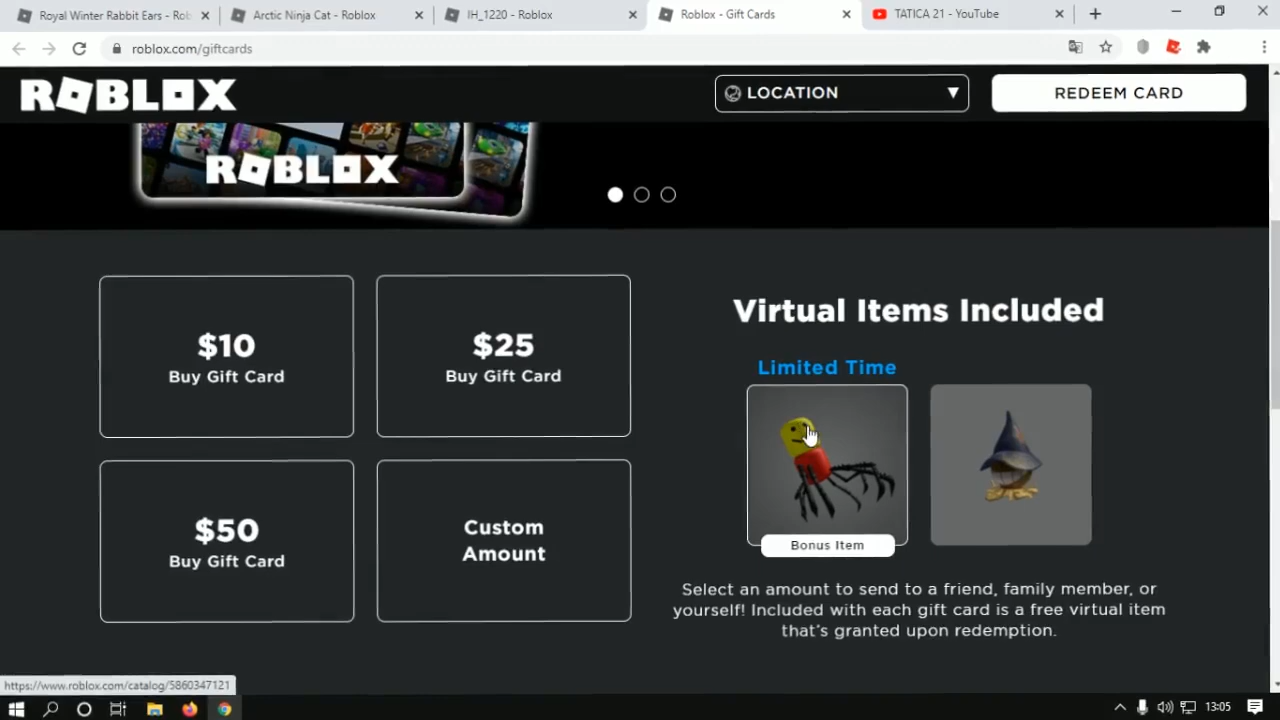 Royal Winter Rabbit Ears - Rob
Arctic Ninja Cat - Roblox
IH_1220 - Roblox
Roblox - Gift Cards
TATICA 21 - YouTube
roblox.com/giftcards
ROBLOX
LOCATION
REDEEM CARD
ROBLOX
$10
Buy Gift Card
$25
Buy Gift Card
$50
Buy Gift Card
Custom
Amount
Virtual Items Included
Limited Time
Bonus Item
Select an amount to send to a friend, family member, or
yourself! Included with each gift card is a free virtual item
that's granted upon redemption.
https://www.roblox.com/catalog/5860347121
13:05